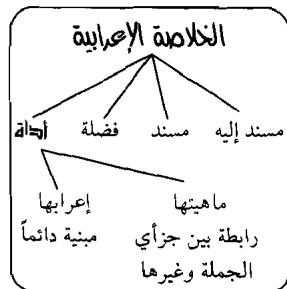 الخلاصة الإعرابية
مسند إليه مسند فضلة أداة
ماهيتها إعرابها
رابطة بين جزأي مبنية دائماً
الجملة وغيرها